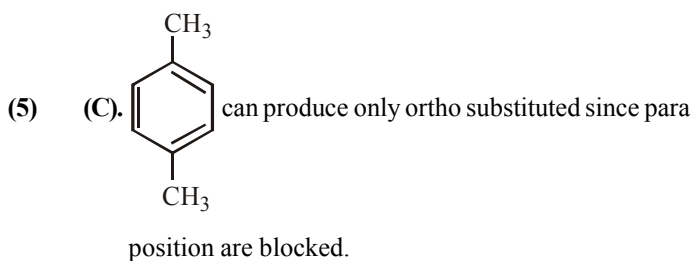 CH₃
(5) (C). can produce only ortho substituted since para
CH₃
position are blocked.